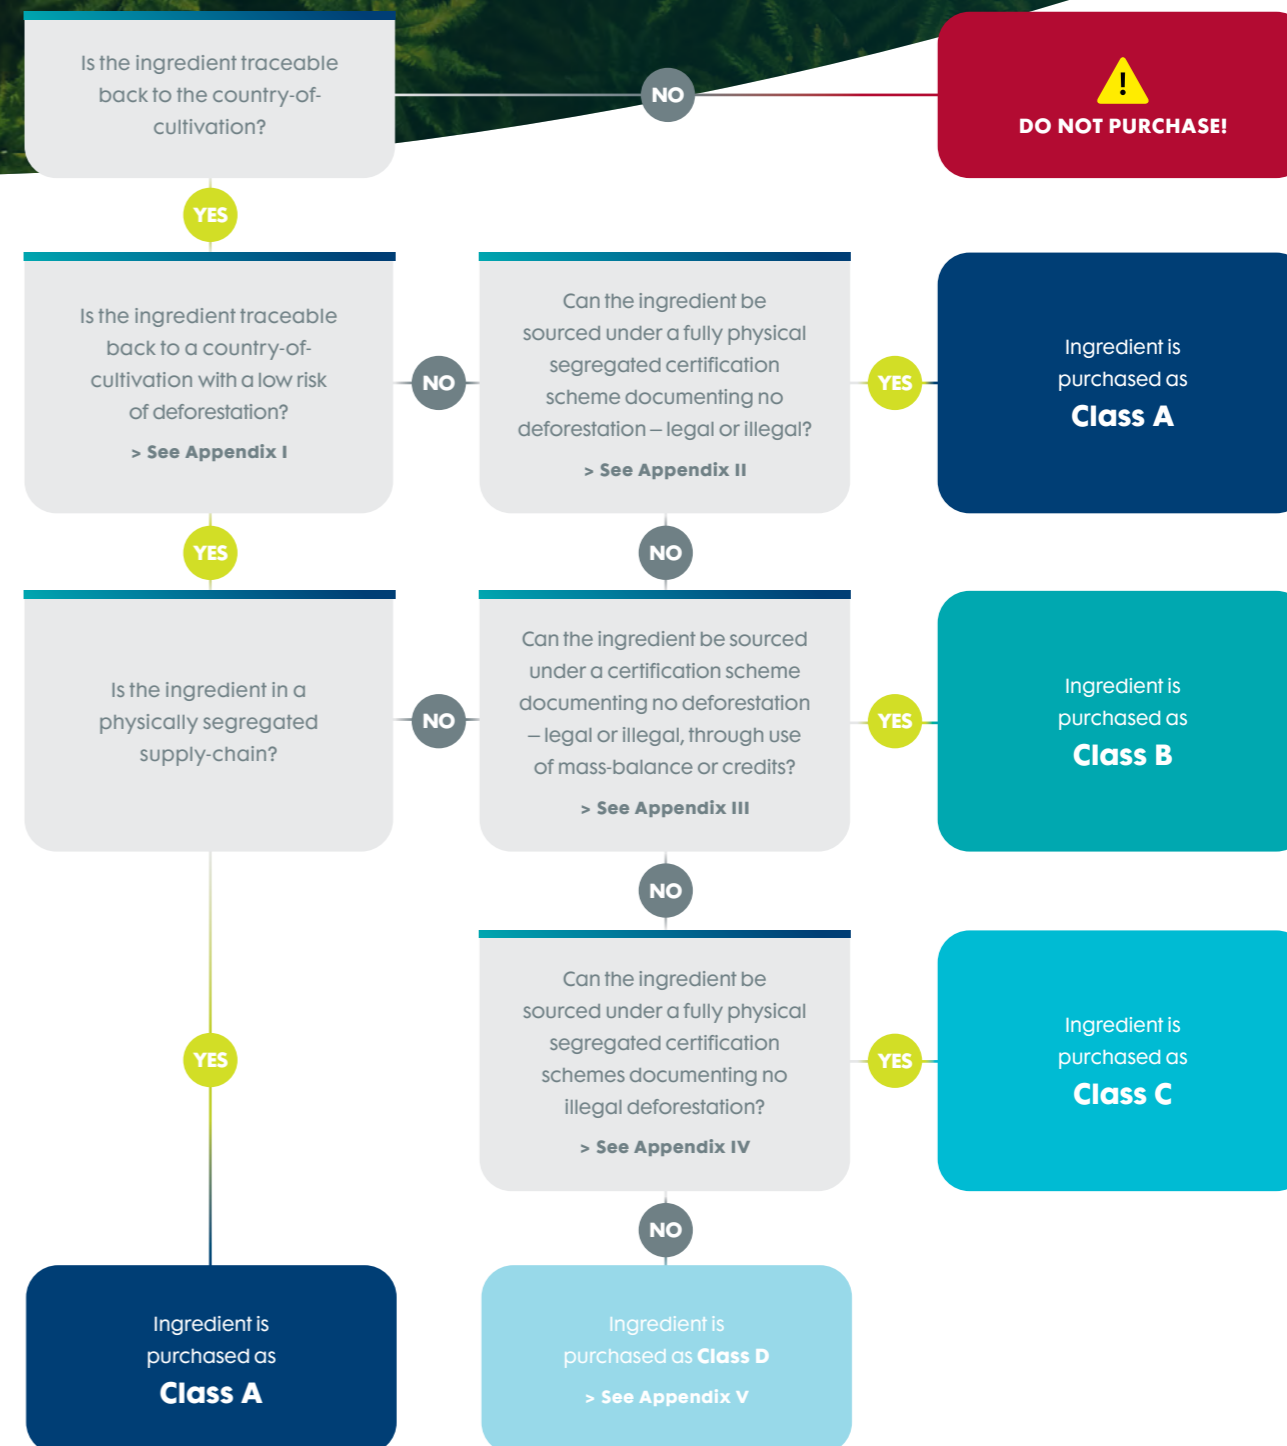 Is the ingredient traceable
back to the country-of-
cultivation?
NO
!
DO NOT PURCHASE!
YES
Is the ingredient traceable
back to a country-of-
cultivation with a low risk
of deforestation?
> See Appendix I
NO
Can the ingredient be
sourced under a fully physical
segregated certification
scheme documenting no
deforestation – legal or illegal?
> See Appendix II
YES
Ingredient is
purchased as
Class A
YES
NO
Is the ingredient in a
physically segregated
supply-chain?
NO
Can the ingredient be sourced
under a certification scheme
documenting no deforestation
– legal or illegal, through use
of mass-balance or credits?
> See Appendix III
YES
Ingredient is
purchased as
Class B
NO
Can the ingredient be
sourced under a fully physical
segregated certification
schemes documenting no
illegal deforestation?
> See Appendix IV
YES
Ingredient is
purchased as
Class C
YES
NO
Ingredient is
purchased as
Class A
Ingredient is
purchased as Class D
> See Appendix V